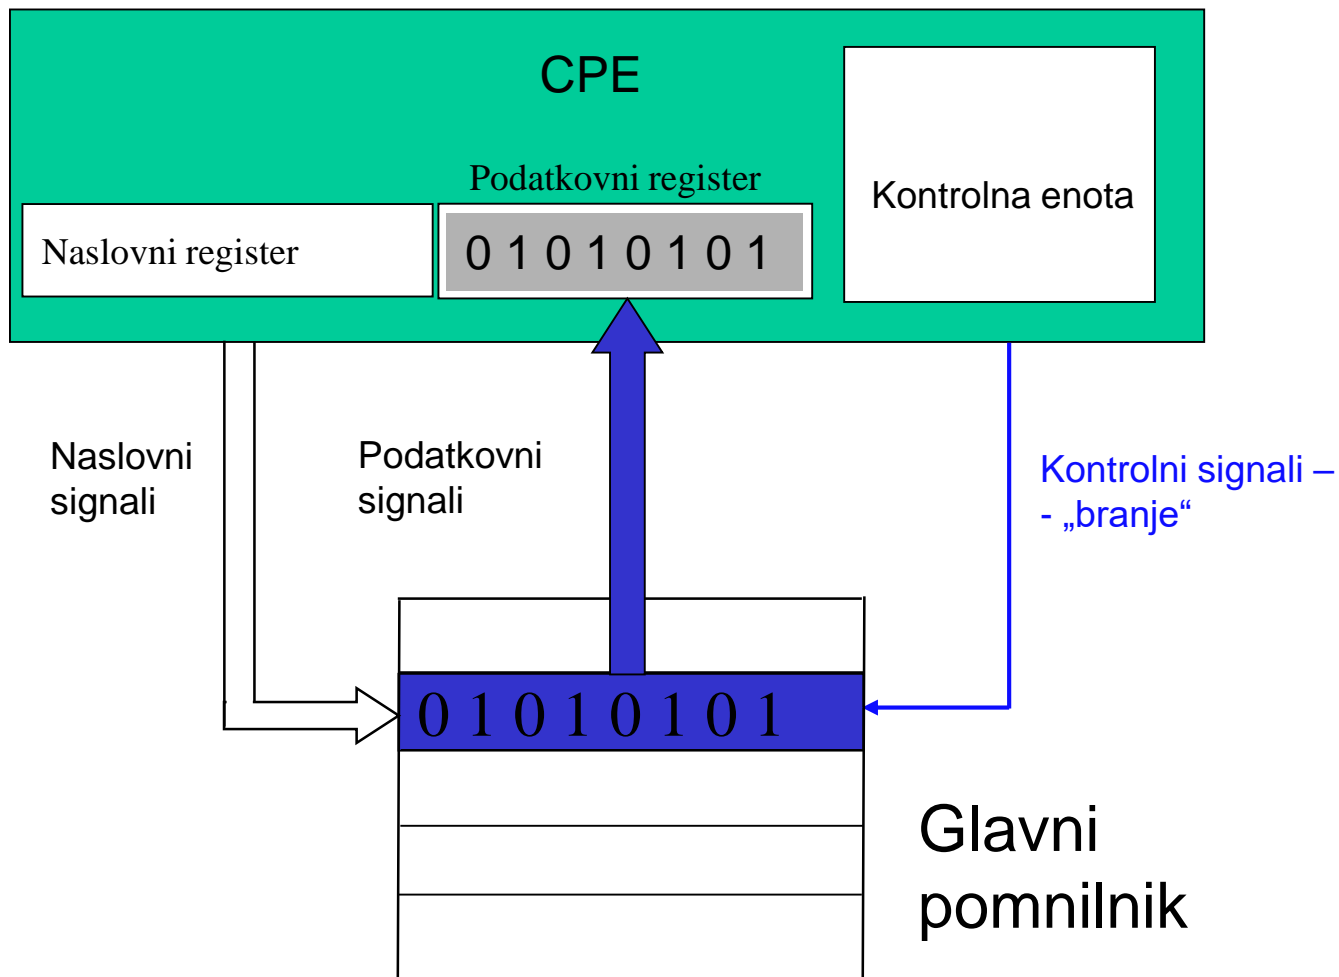 CPE
Podatkovni register
Kontrolna enota
Naslovni register
0 1 0 1 0 1 0 1
Naslovni
signali
Podatkovni
signali
Kontrolni signali –
- „branje“
0 1 0 1 0 1 0 1
Glavni
pomnilnik